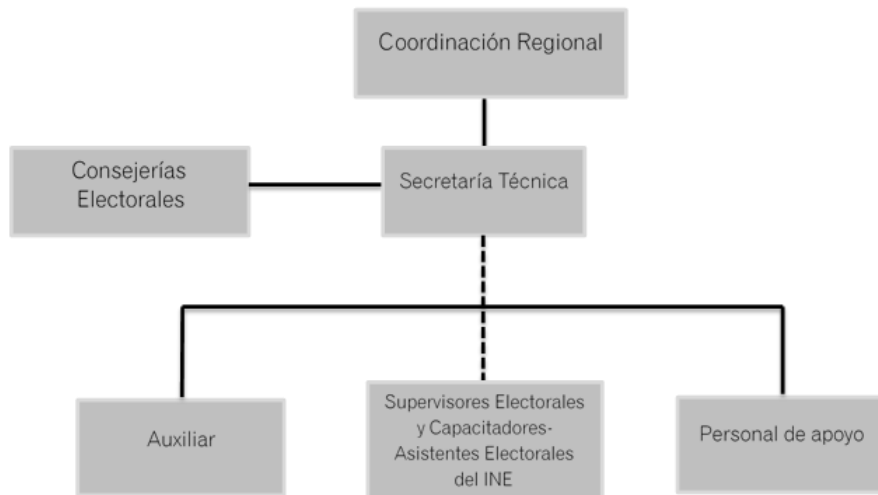 Coordinación Regional
Consejerías
Electorales
Secretaría Técnica
Auxiliar
Supervisores Electorales
y Capacitadores-
Asistentes Electorales
del INE
Personal de apoyo